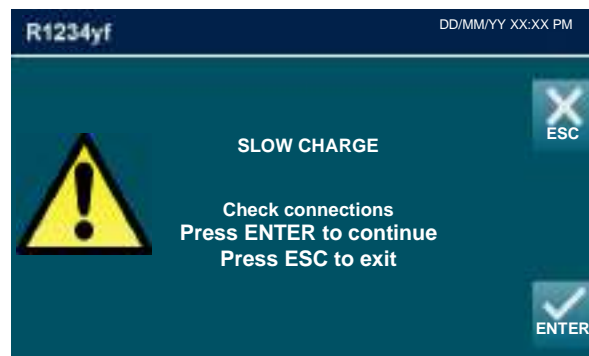 R1234yf
DD/MM/YY XX:XX PM
ESC
SLOW CHARGE
Check connections
Press ENTER to continue
Press ESC to exit
ENTER